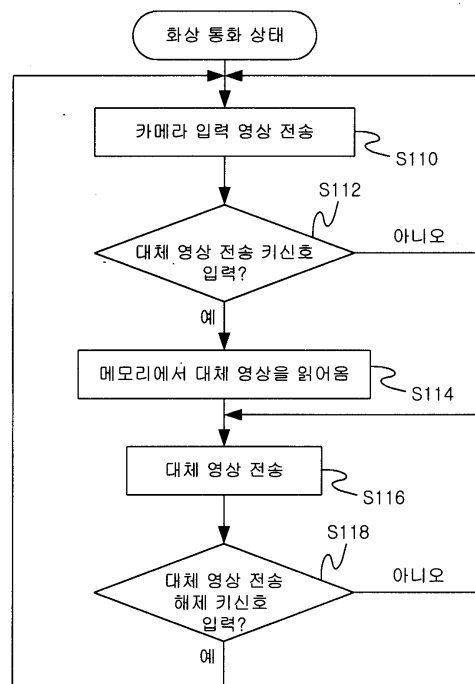 화상 통화 상태
카메라 입력 영상 전송
S110
S112
대체 영상 전송 키신호
입력?
아니오
예
메모리에서 대체 영상을 읽어옴
S114
대체 영상 전송
S116
S118
대체 영상 전송
해제 키신호
입력?
아니오
예